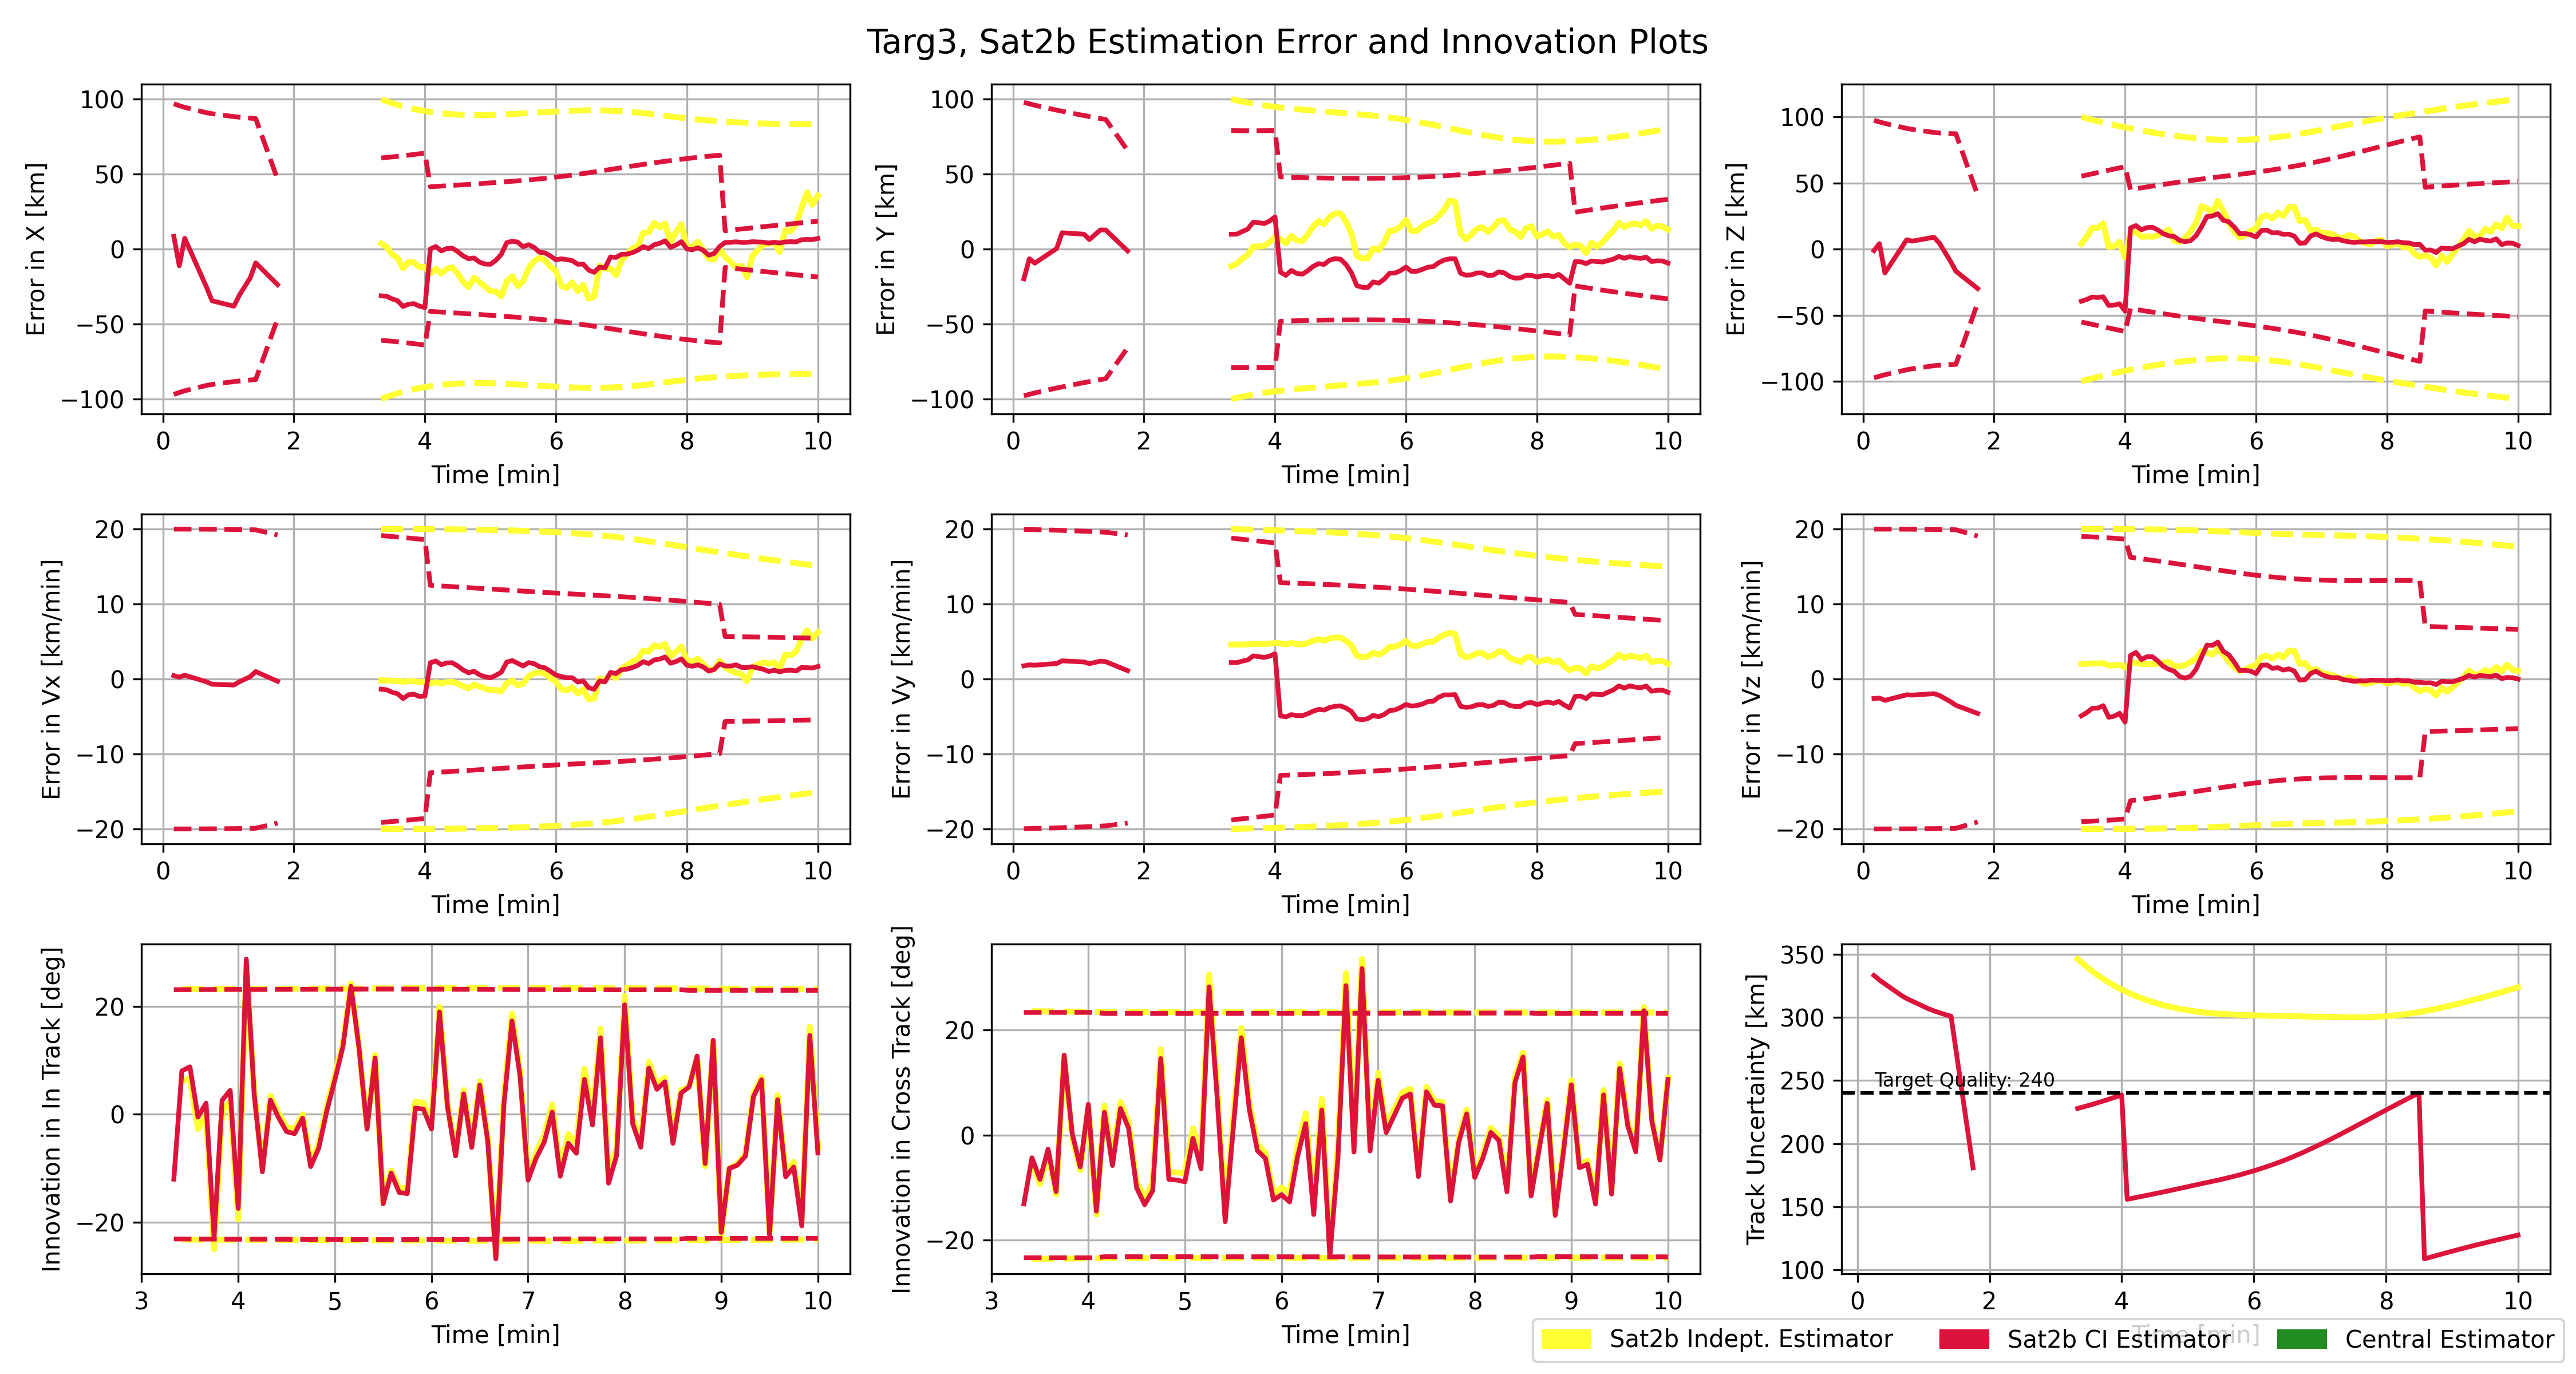 Targ3, Sat2b Estimation Error and Innovation Plots
Error in X [km]
100
50
0
−50
−100
0 2 4 6 8 10
Time [min]
Error in Y [km]
100
50
0
−50
−100
0 2 4 6 8 10
Time [min]
Error in Z [km]
100
50
0
−50
−100
0 2 4 6 8 10
Time [min]
Error in Vx [km/min]
20
10
0
−10
−20
0 2 4 6 8 10
Time [min]
Error in Vy [km/min]
20
10
0
−10
−20
0 2 4 6 8 10
Time [min]
Error in Vz [km/min]
20
10
0
−10
−20
0 2 4 6 8 10
Time [min]
Innovation in In Track [deg]
20
0
−20
3 4 5 6 7 8 9 10
Time [min]
Innovation in Cross Track [deg]
20
0
−20
3 4 5 6 7 8 9 10
Time [min]
Track Uncertainty [km]
350
300
250
200
150
100
Target Quality: 240
0 2 4 6 8 10
Time [min]
Sat2b Indept. Estimator
Sat2b CI Estimator
Central Estimator